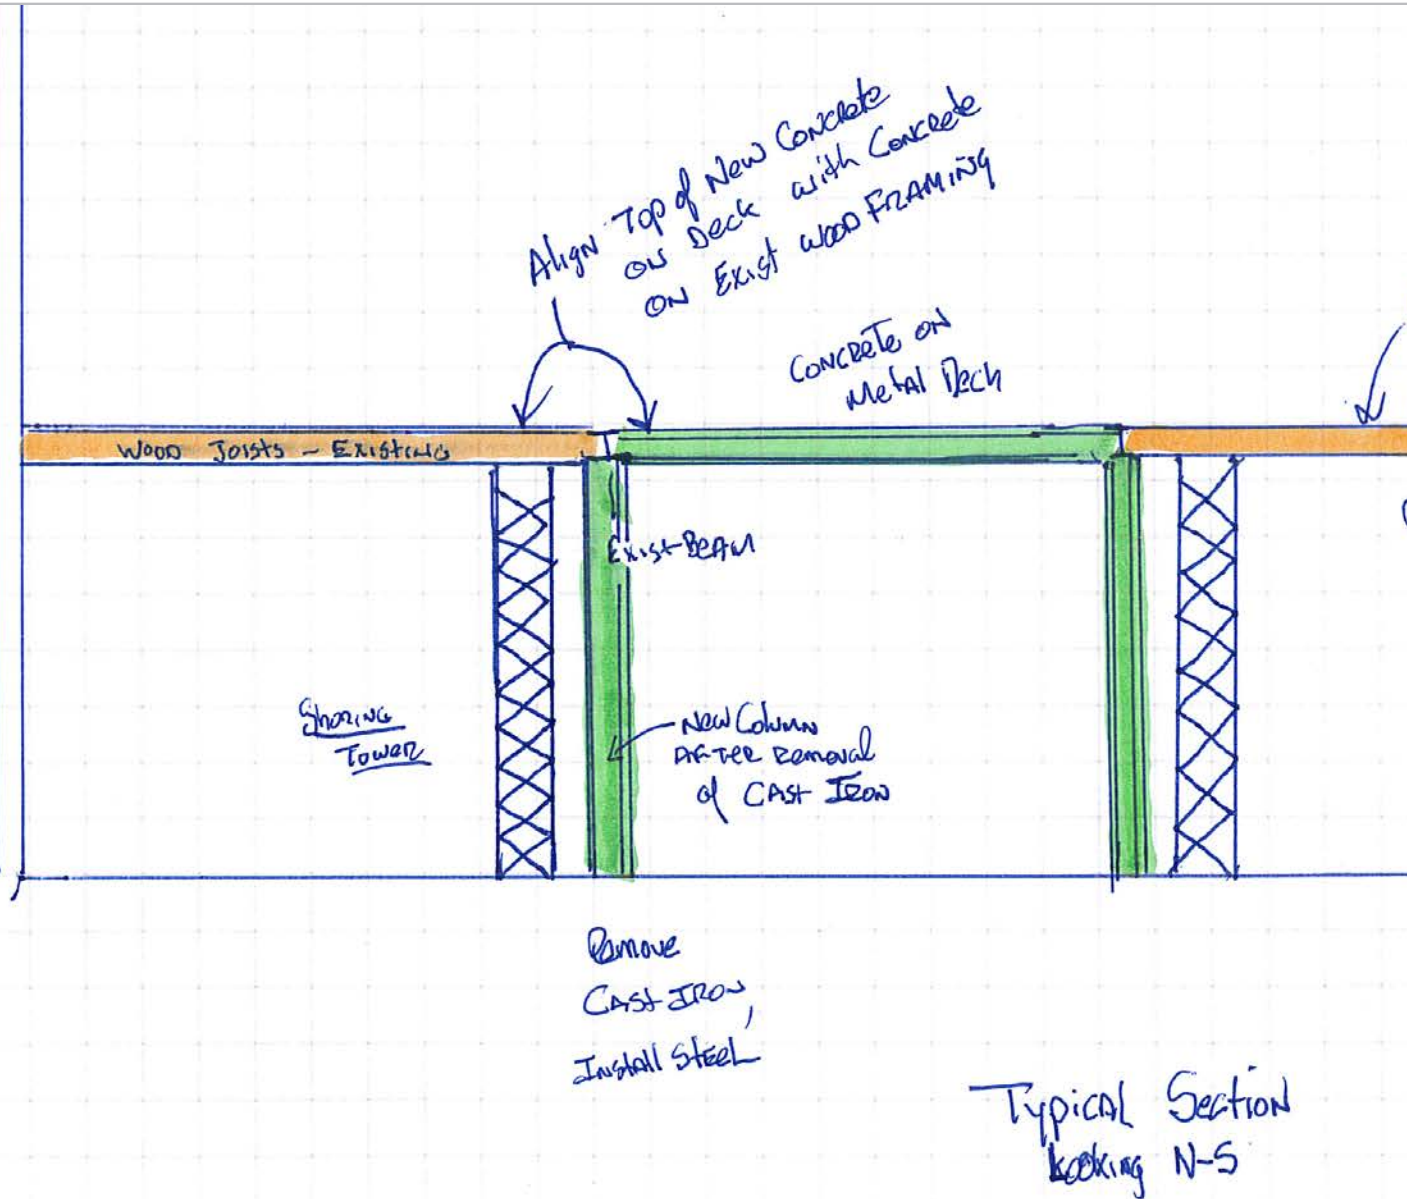 Align Top of New Concrete
on Deck with Concrete
on Exist wood Framing
Concrete on
Metal Deck
Wood Joists - Existing
Exist Beam
Shoring
Tower
New Column
After Removal
of Cast Iron
Remove
Cast Iron,
Install Steel
Typical Section
Looking N-S